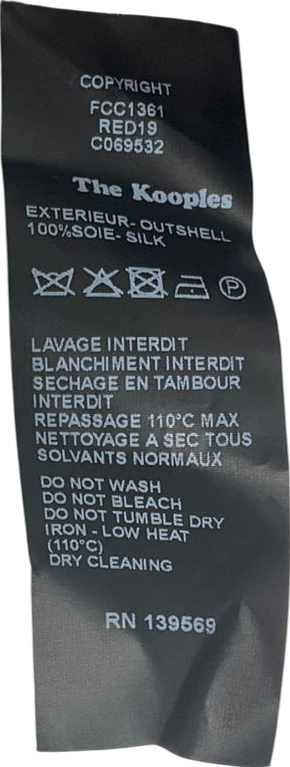 COPYRIGHT
FCC1361
RED19
C069532
The Kooples
EXTERIEUR- OUTSHELL
100%SOIE- SILK
P
LAVAGE INTERDIT
BLANCHIMENT INTERDIT
SECHAGE EN TAMBOUR
INTERDIT
REPASSAGE 110°C MAX
NETTOYAGE A SEC TOUS
SOLVANTS NORMAUX
DO NOT WASH
DO NOT BLEACH
DO NOT TUMBLE DRY
IRON - LOW HEAT
(110°C)
DRY CLEANING
RN 139569